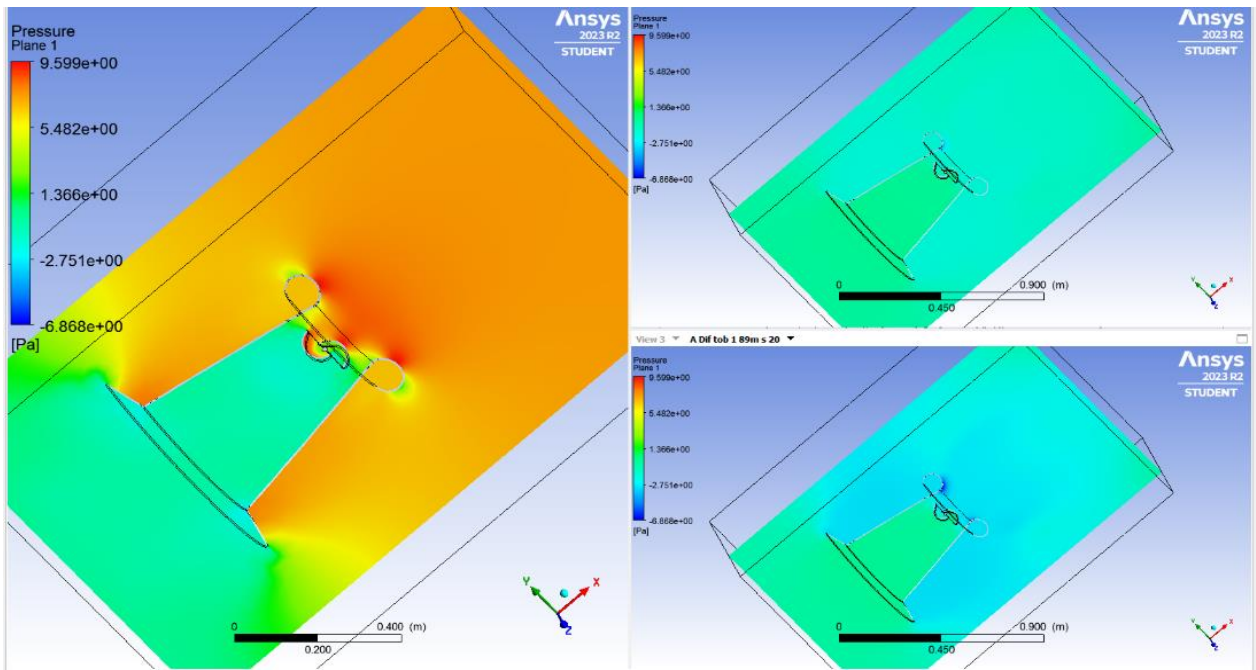 Pressure
Plane 1
9.599e+00
5.482e+00
1.366e+00
-2.751e+00
-6.868e+00
[Pa]
Ansys
2023 R2
STUDENT
0
0.400 (m)
0.200
Y
X
Z
Pressure
Plane 1
9.599e+00
5.482e+00
1.366e+00
-2.751e+00
-6.868e+00
[Pa]
Ansys
2023 R2
STUDENT
0
0.900 (m)
0.450
Y
X
Z
View 3 A Dif tob 1 89m s 20
Pressure
Plane 1
9.599e+00
5.482e+00
1.366e+00
-2.751e+00
-6.868e+00
[Pa]
Ansys
2023 R2
STUDENT
0
0.900 (m)
0.450
Y
X
Z